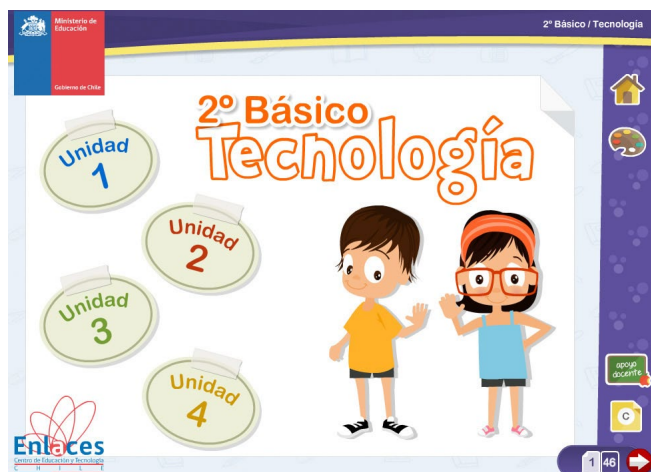 Ministerio de
Educación
Gobierno de Chile
2º Básico / Tecnología
2º Básico
Tecnología
Unidad
1
Unidad
2
Unidad
3
Unidad
4
apoyo
docente
C
Enlaces
Centro de Educación y Tecnología
C H I L E
1 46